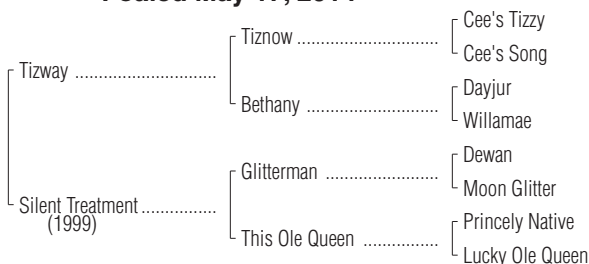 Cee's Tizzy
Tiznow ..................................
Cee's Song
Tizway .................................
Dayjur
Bethany ................................
Willamae
Dewan
Glitterman ...........................
Moon Glitter
Silent Treatment ..................
(1999)
Princely Native
This Ole Queen ..................
Lucky Ole Queen